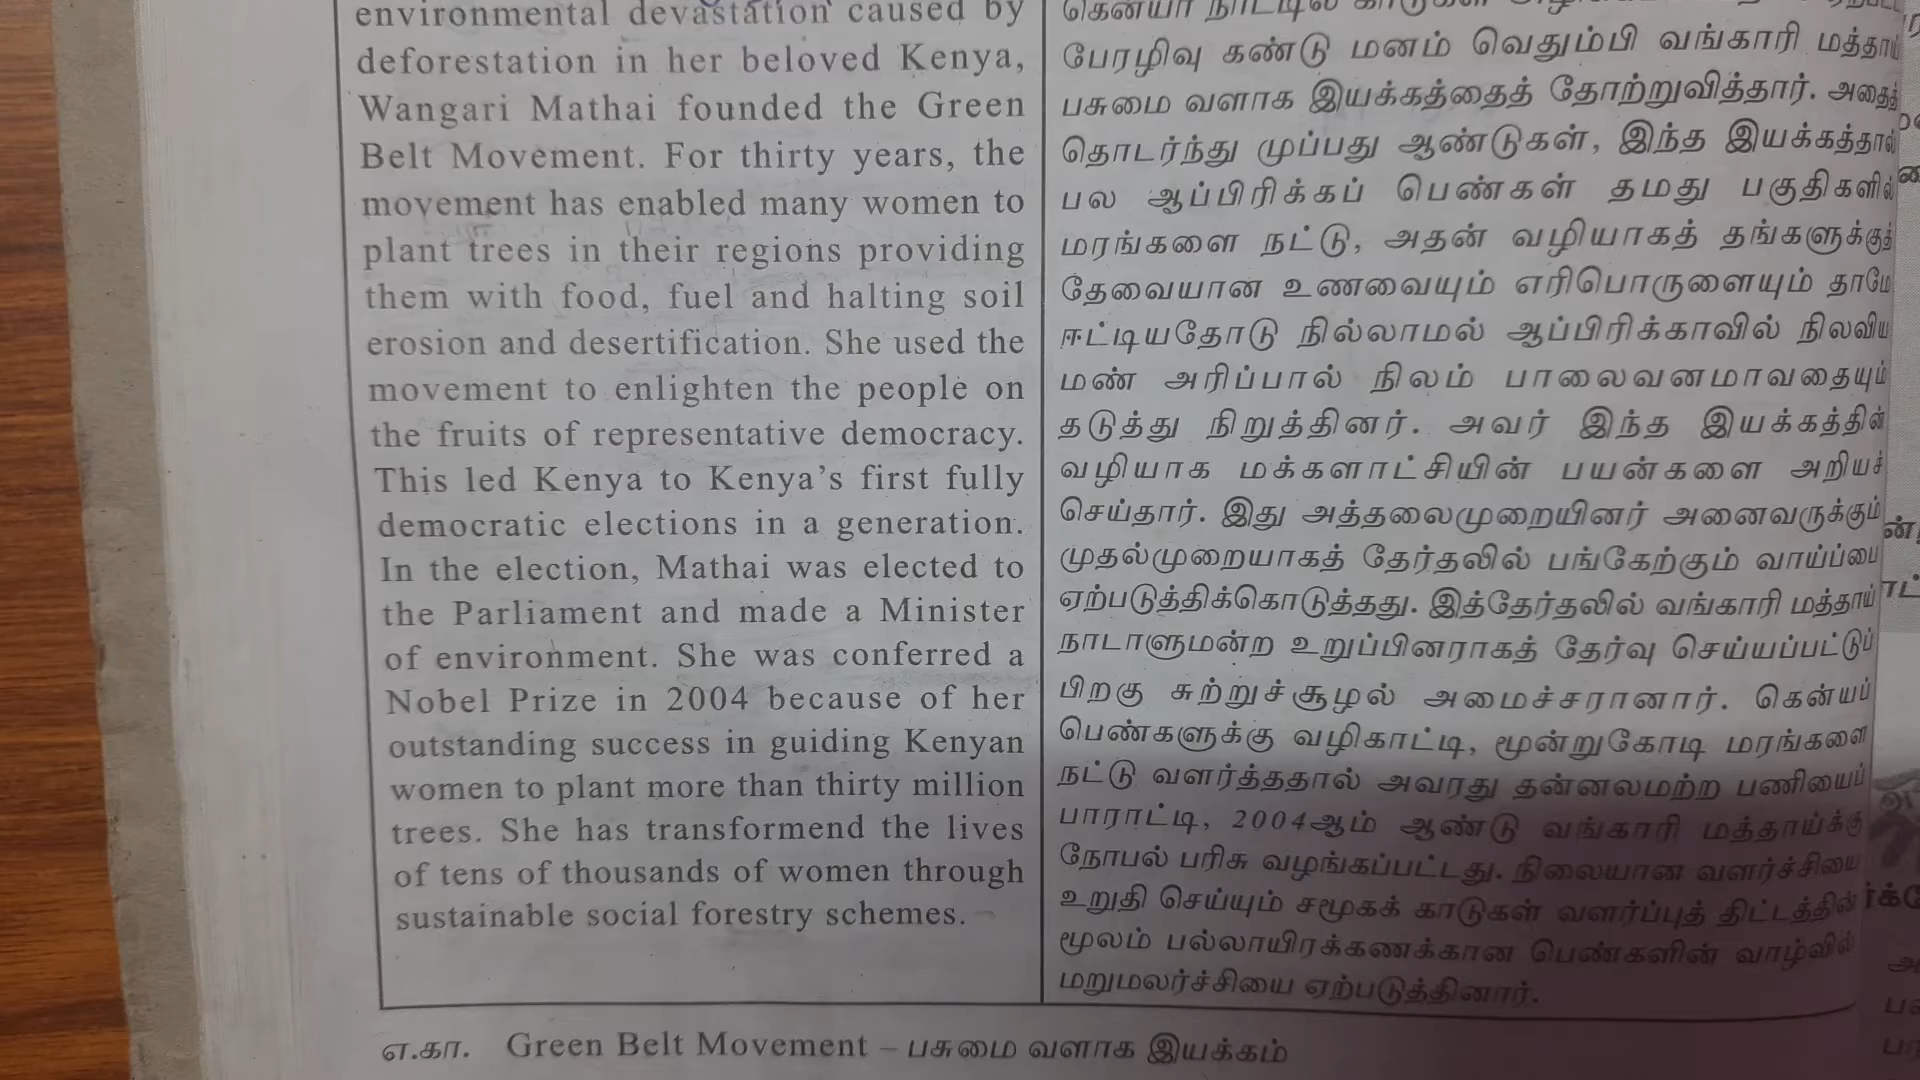 environmental devastation caused by
deforestation in her beloved Kenya,
Wangari Mathai founded the Green
Belt Movement. For thirty years, the
movement has enabled many women to
plant trees in their regions providing
them with food, fuel and halting soil
erosion and desertification. She used the
movement to enlighten the people on
the fruits of representative democracy.
This led Kenya to Kenya's first fully
democratic elections in a generation.
In the election, Mathai was elected to
the Parliament and made a Minister
of environment. She was conferred a
Nobel Prize in 2004 because of her
outstanding success in guiding Kenyan
women to plant more than thirty million
trees. She has transformend the lives
of tens of thousands of women through
sustainable social forestry schemes.
கென்யா நாட்டில் காடுகள்
பேரழிவு கண்டு மனம் வெதும்பி வங்காரி மத்தாய்
பசுமை வளாக இயக்கத்தைத் தோற்றுவித்தார். அதைத்
தொடர்ந்து முப்பது ஆண்டுகள், இந்த இயக்கத்தால்
பல ஆப்பிரிக்கப் பெண்கள் தமது பகுதிகளில்
மரங்களை நட்டு, அதன் வழியாகத் தங்களுக்குத்
தேவையான உணவையும் எரிபொருளையும் தாமே
ஈட்டியதோடு நில்லாமல் ஆப்பிரிக்காவில் நிலவிய
மண் அரிப்பால் நிலம் பாலைவனமாவதையும்
தடுத்து நிறுத்தினர். அவர் இந்த இயக்கத்தின்
வழியாக மக்களாட்சியின் பயன்களை அறியச்
செய்தார். இது அத்தலைமுறையினர் அனைவருக்கும்
முதல்முறையாகத் தேர்தலில் பங்கேற்கும் வாய்ப்பை
ஏற்படுத்திக்கொடுத்தது. இத்தேர்தலில் வங்காரி மத்தாய்
நாடாளுமன்ற உறுப்பினராகத் தேர்வு செய்யப்பட்டுப்
பிறகு சுற்றுச்சூழல் அமைச்சரானார். கென்யப்
பெண்களுக்கு வழிகாட்டி, மூன்றுகோடி மரங்களை
நட்டு வளர்த்ததால் அவரது தன்னலமற்ற பணியைப்
பாராட்டி, 2004ஆம் ஆண்டு வங்காரி மத்தாய்க்கு
நோபல் பரிசு வழங்கப்பட்டது. நிலையான வளர்ச்சியை
உறுதி செய்யும் சமூகக் காடுகள் வளர்ப்புத் திட்டத்தின்
மூலம் பல்லாயிரக்கணக்கான பெண்களின் வாழ்வில்
மறுமலர்ச்சியை ஏற்படுத்தினார்.
எ.கா. Green Belt Movement – பசுமை வளாக இயக்கம்